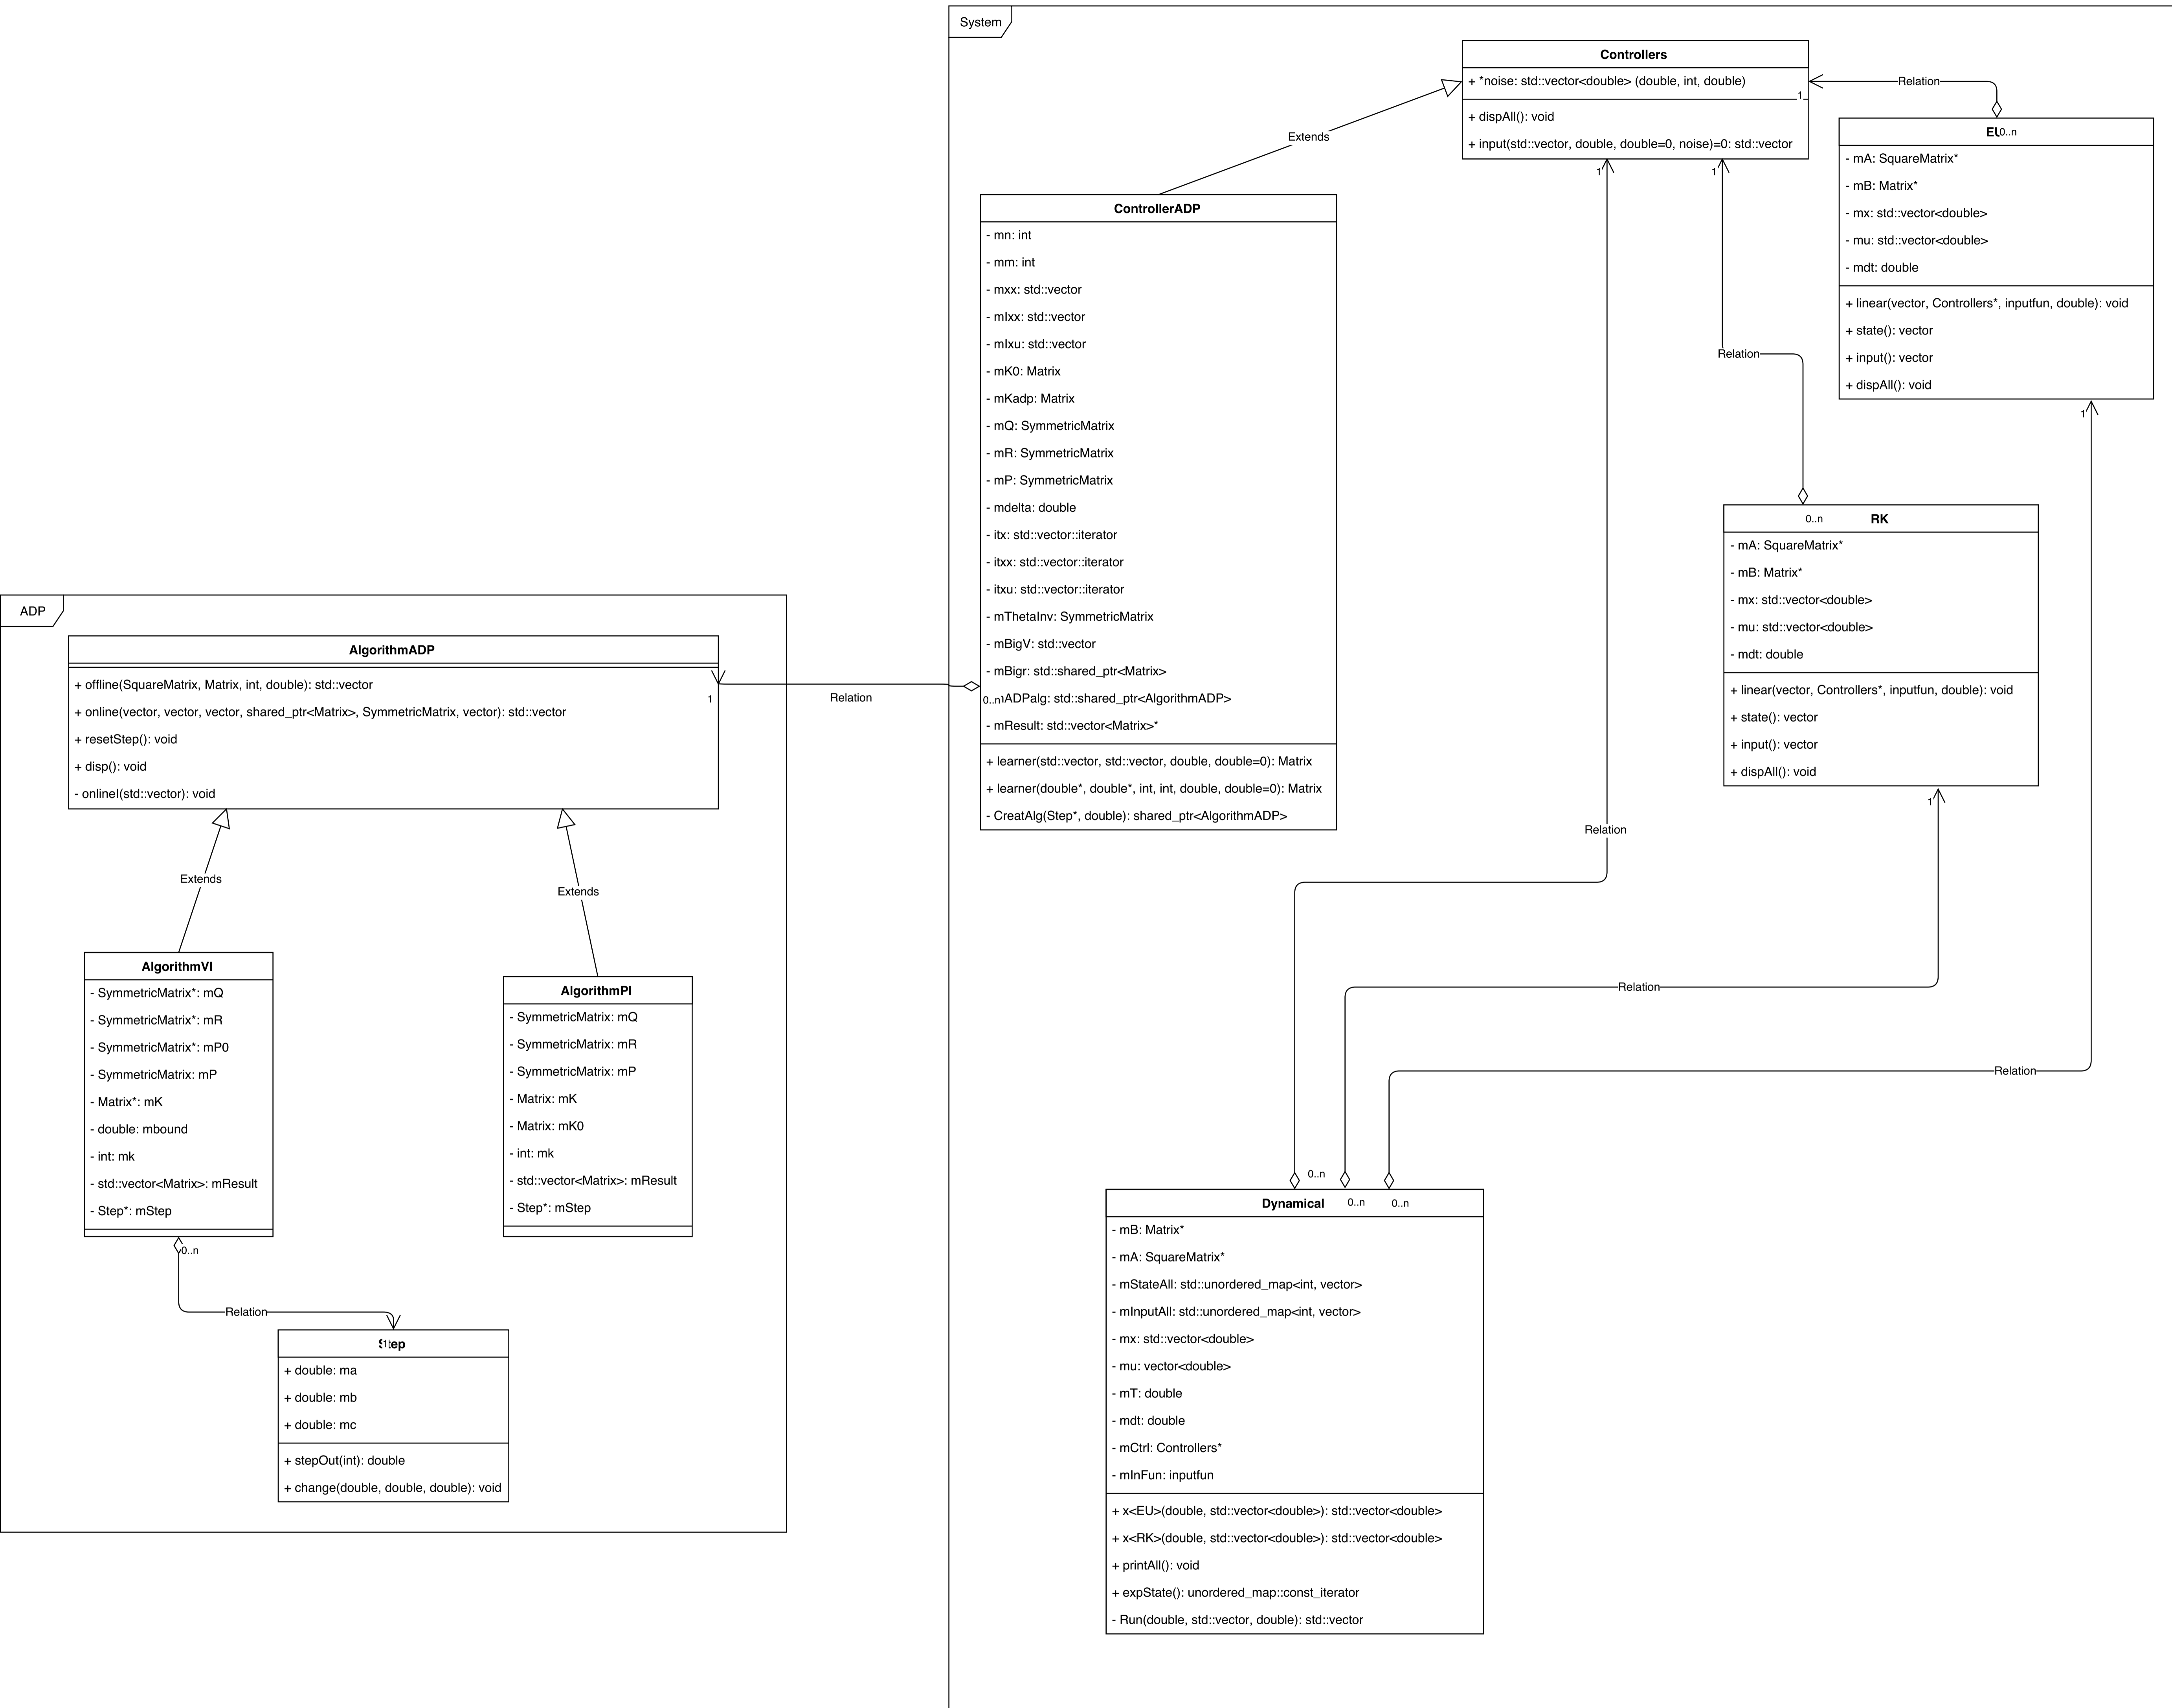 System
Controllers
+ *noise: std::vector<double> (double, int, double)
1
+ dispAll(): void
+ input(std::vector, double, double=0, noise)=0: std::vector
1
1
Relation
Extends
0..n
- mA: SquareMatrix*
- mB: Matrix*
- mx: std::vector<double>
- mu: std::vector<double>
- mdt: double
+ linear(vector, Controllers*, inputfun, double): void
+ state(): vector
+ input(): vector
+ dispAll(): void
1
ControllerADP
- mn: int
- mm: int
- mxx: std::vector
- mIxx: std::vector
- mIxu: std::vector
- mK0: Matrix
- mKadp: Matrix
- mQ: SymmetricMatrix
- mR: SymmetricMatrix
- mP: SymmetricMatrix
- mdelta: double
- itx: std::vector::iterator
- itxx: std::vector::iterator
- itxu: std::vector::iterator
- mThetaInv: SymmetricMatrix
- mBigV: std::vector
- mBigr: std::shared_ptr<Matrix>
0..n ADPalg: std::shared_ptr<AlgorithmADP>
- mResult: std::vector<Matrix>*
+ learner(std::vector, std::vector, double, double=0): Matrix
+ learner(double*, double*, int, int, double, double=0): Matrix
- CreatAlg(Step*, double): shared_ptr<AlgorithmADP>
Relation
0..n
RK
- mA: SquareMatrix*
- mB: Matrix*
- mx: std::vector<double>
- mu: std::vector<double>
- mdt: double
+ linear(vector, Controllers*, inputfun, double): void
+ state(): vector
+ input(): vector
+ dispAll(): void
1
ADP
AlgorithmADP
+ offline(SquareMatrix, Matrix, int, double): std::vector
+ online(vector, vector, vector, shared_ptr<Matrix>, SymmetricMatrix, vector): std::vector
+ resetStep(): void
+ disp(): void
- onlineI(std::vector): void
1
Relation
Extends
Extends
AlgorithmVI
- SymmetricMatrix*: mQ
- SymmetricMatrix*: mR
- SymmetricMatrix*: mP0
- SymmetricMatrix: mP
- Matrix*: mK
- double: mbound
- int: mk
- std::vector<Matrix>: mResult
- Step*: mStep
0..n
AlgorithmPI
- SymmetricMatrix: mQ
- SymmetricMatrix: mR
- SymmetricMatrix: mP
- Matrix: mK
- Matrix: mK0
- int: mk
- std::vector<Matrix>: mResult
- Step*: mStep
Relation
Step
+ double: ma
+ double: mb
+ double: mc
+ stepOut(int): double
+ change(double, double, double): void
Relation
Relation
Relation
0..n
0..n
0..n
Dynamical
- mB: Matrix*
- mA: SquareMatrix*
- mStateAll: std::unordered_map<int, vector>
- mInputAll: std::unordered_map<int, vector>
- mx: std::vector<double>
- mu: vector<double>
- mT: double
- mdt: double
- mCtrl: Controllers*
- mInFun: inputfun
+ x<EU>(double, std::vector<double>): std::vector<double>
+ x<RK>(double, std::vector<double>): std::vector<double>
+ printAll(): void
+ expState(): unordered_map::const_iterator
- Run(double, std::vector, double): std::vector